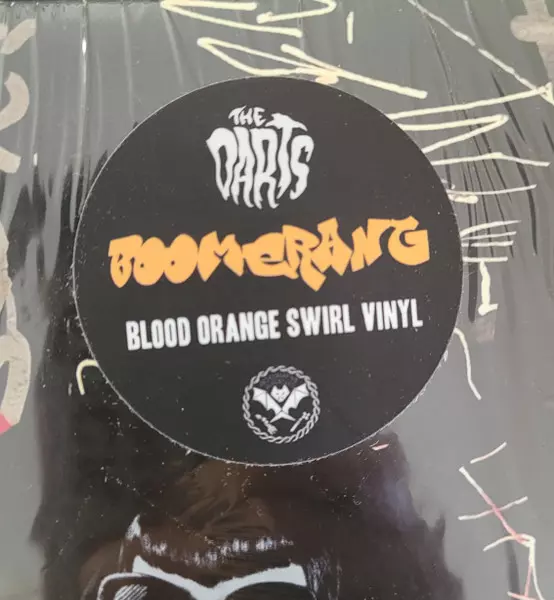 THE
DARTS
BOOMERANG
BLOOD ORANGE SWIRL VINYL